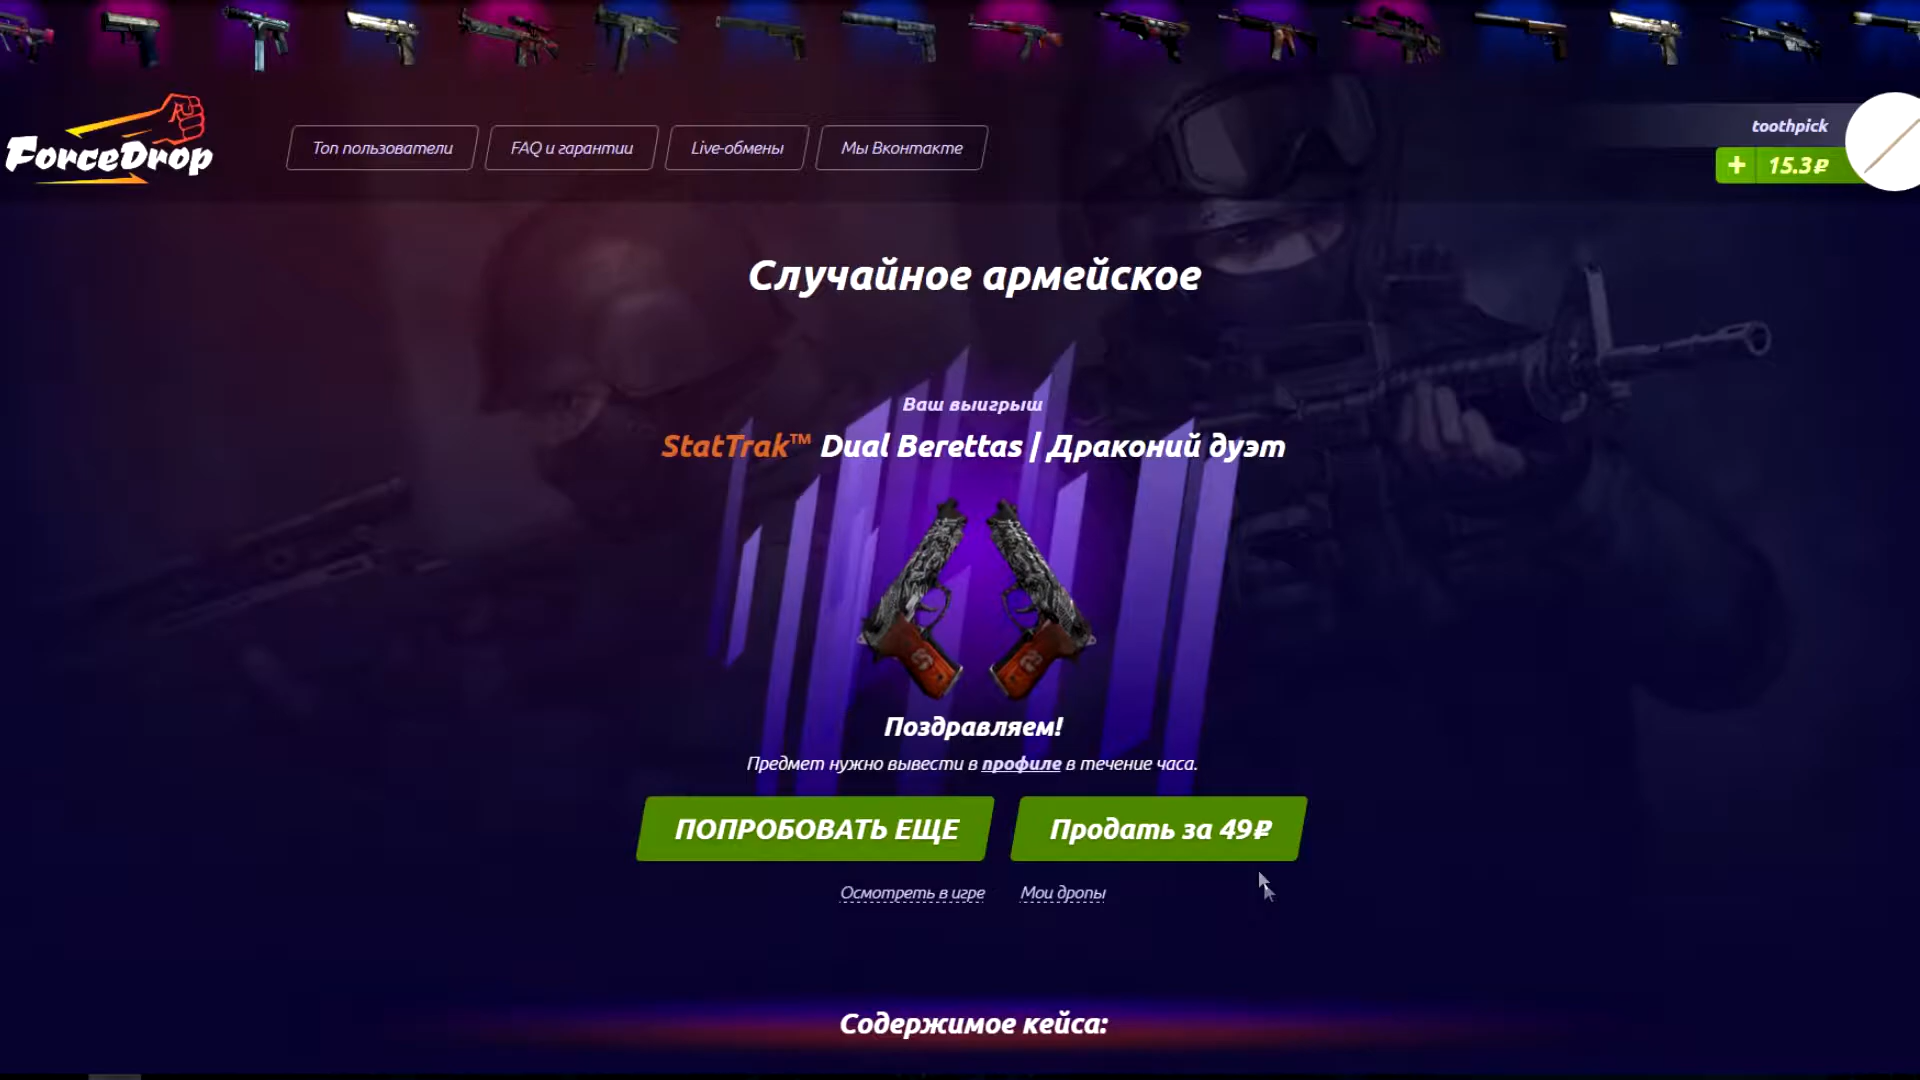 ForceDrop
Топ пользователи
FAQ и гарантии
Live-обмены
Мы Вконтакте
toothpick
+ 15.3₽
Случайное армейское
Ваш выигрыш
StatTrak™ Dual Berettas | Драконий дуэт
Поздравляем!
Предмет нужно вывести в профиле в течение часа.
ПОПРОБОВАТЬ ЕЩЕ
Продать за 49₽
Осмотреть в игре
Мои дропы
Содержимое кейса: